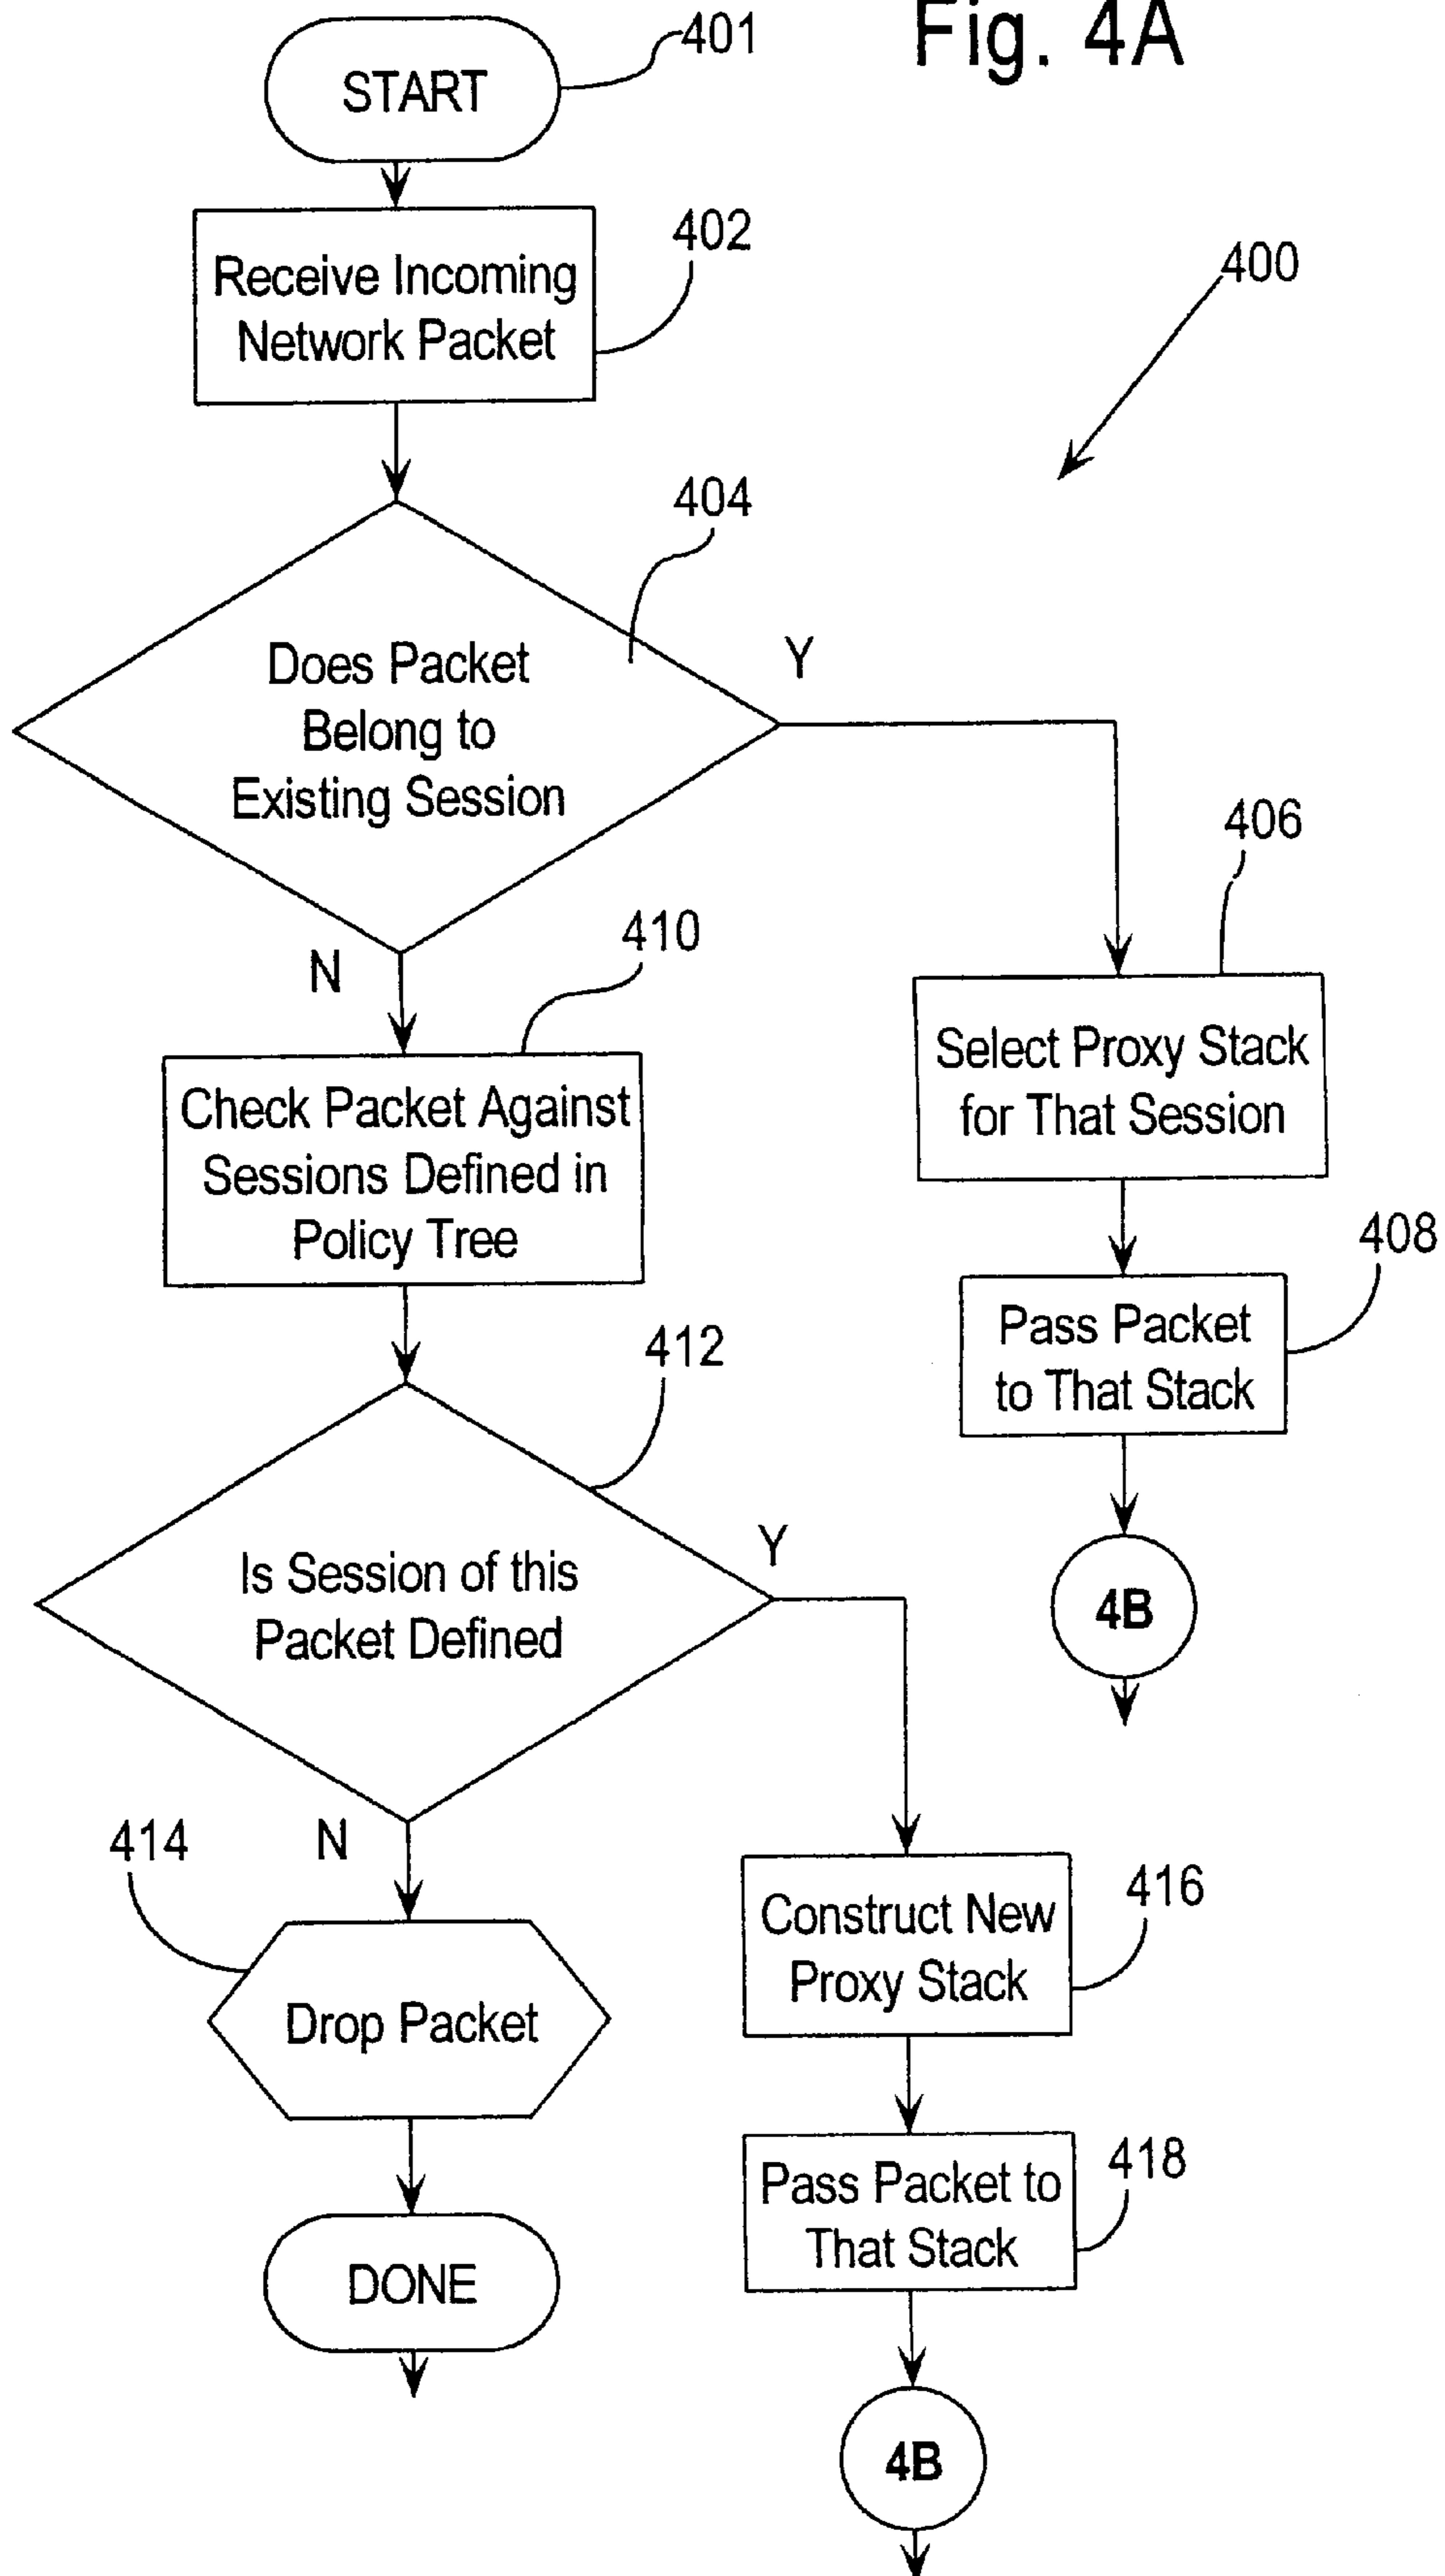 Fig. 4A
401
START
402
Receive Incoming
Network Packet
400
404
Does Packet
Belong to
Existing Session
Y
N
406
Select Proxy Stack
for That Session
410
Check Packet Against
Sessions Defined in
Policy Tree
408
Pass Packet
to That Stack
4B
412
Is Session of this
Packet Defined
Y
N
414
Drop Packet
DONE
416
Construct New
Proxy Stack
418
Pass Packet to
That Stack
4B